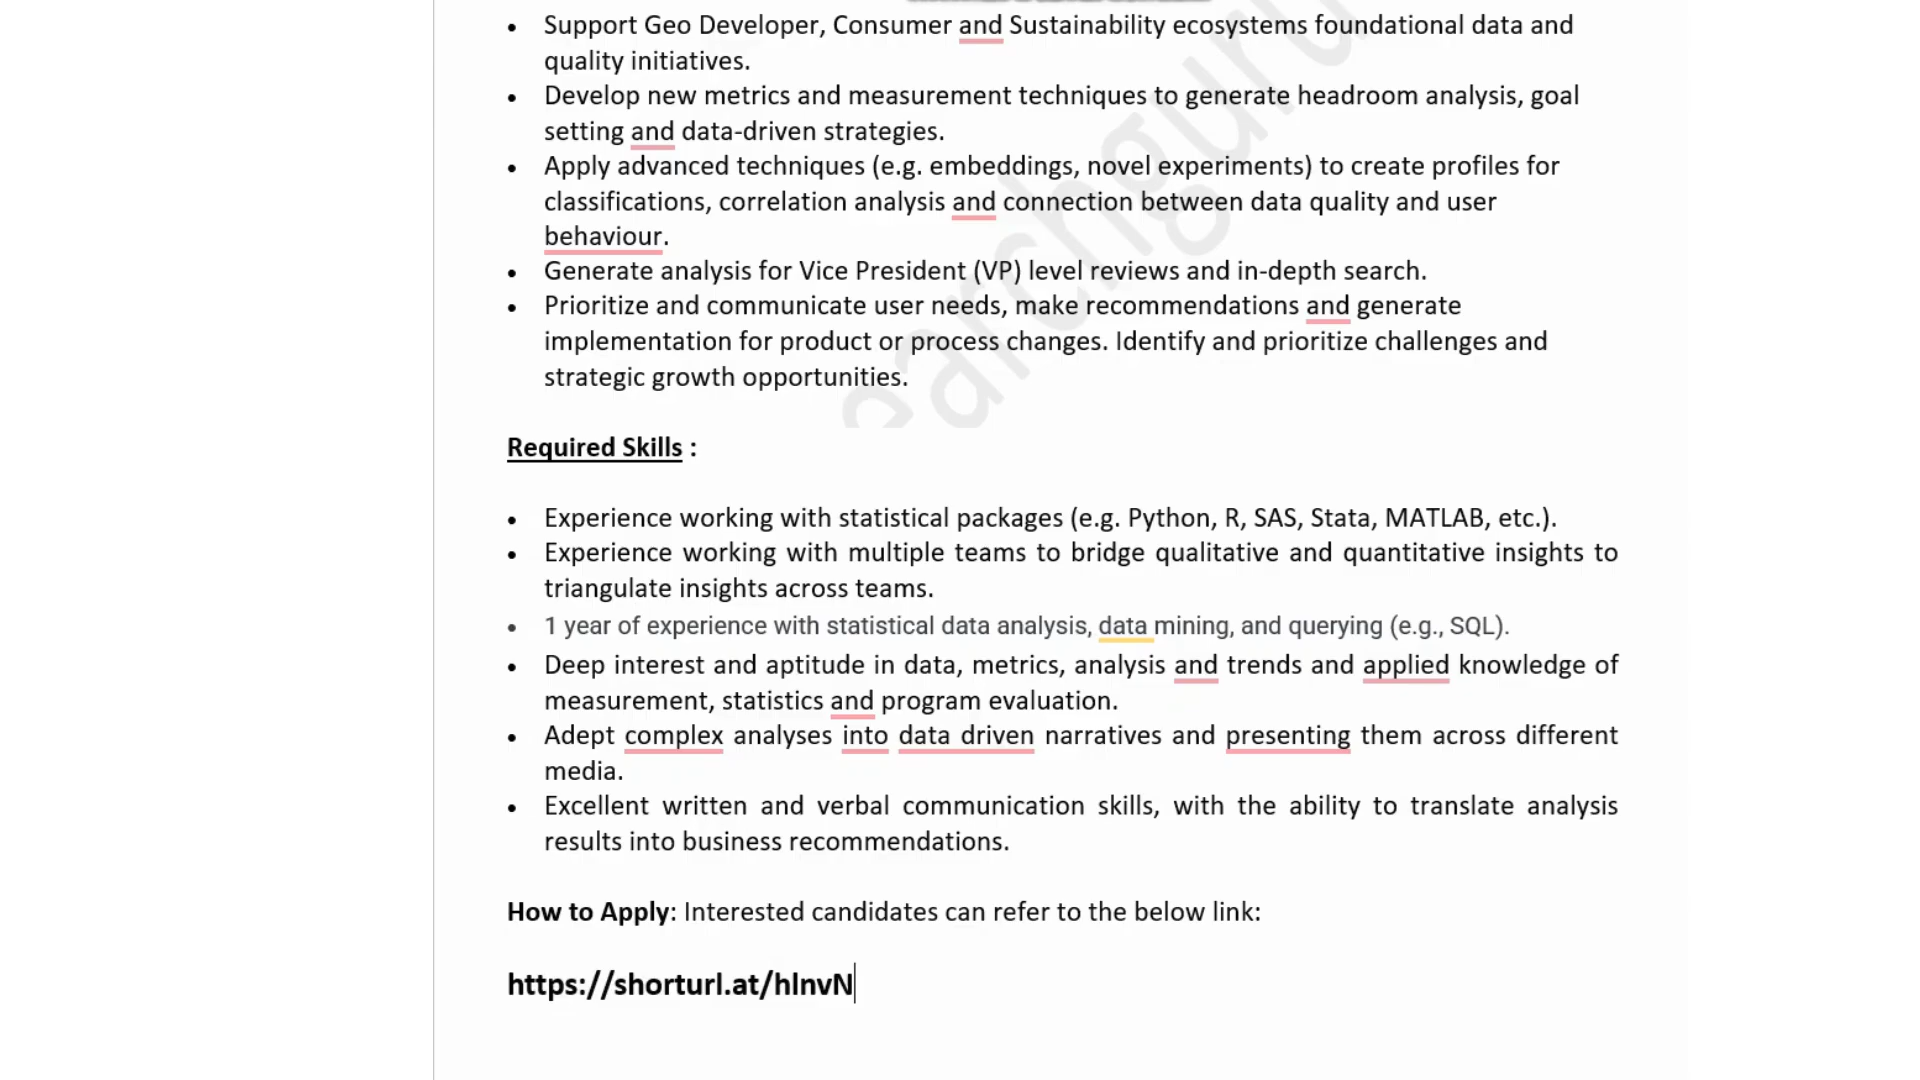 • Support Geo Developer, Consumer and Sustainability ecosystems foundational data and
quality initiatives.
• Develop new metrics and measurement techniques to generate headroom analysis, goal
setting and data-driven strategies.
• Apply advanced techniques (e.g. embeddings, novel experiments) to create profiles for
classifications, correlation analysis and connection between data quality and user
behaviour.
• Generate analysis for Vice President (VP) level reviews and in-depth search.
• Prioritize and communicate user needs, make recommendations and generate
implementation for product or process changes. Identify and prioritize challenges and
strategic growth opportunities.
Required Skills :
• Experience working with statistical packages (e.g. Python, R, SAS, Stata, MATLAB, etc.).
• Experience working with multiple teams to bridge qualitative and quantitative insights to
triangulate insights across teams.
• 1 year of experience with statistical data analysis, data mining, and querying (e.g., SQL).
• Deep interest and aptitude in data, metrics, analysis and trends and applied knowledge of
measurement, statistics and program evaluation.
• Adept complex analyses into data driven narratives and presenting them across different
media.
• Excellent written and verbal communication skills, with the ability to translate analysis
results into business recommendations.
How to Apply: Interested candidates can refer to the below link:
https://shorturl.at/hlnvN